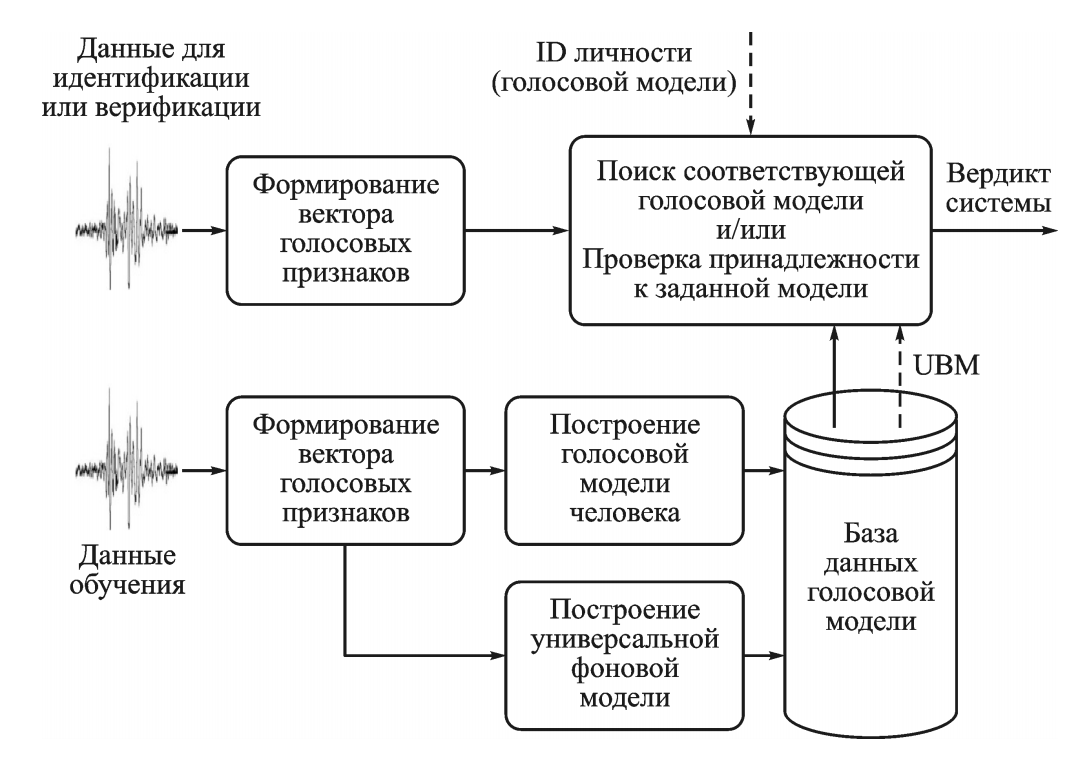 Данные для
идентификации
или верификации
ID личности
(голосовой модели)
Формирование
вектора
голосовых
признаков
Поиск соответствующей
голосовой модели
и/или
Проверка принадлежности
к заданной модели
Вердикт
системы
UBM
Данные
обучения
Формирование
вектора
голосовых
признаков
Построение
голосовой
модели
человека
Построение
универсальной
фоновой
модели
База
данных
голосовой
модели